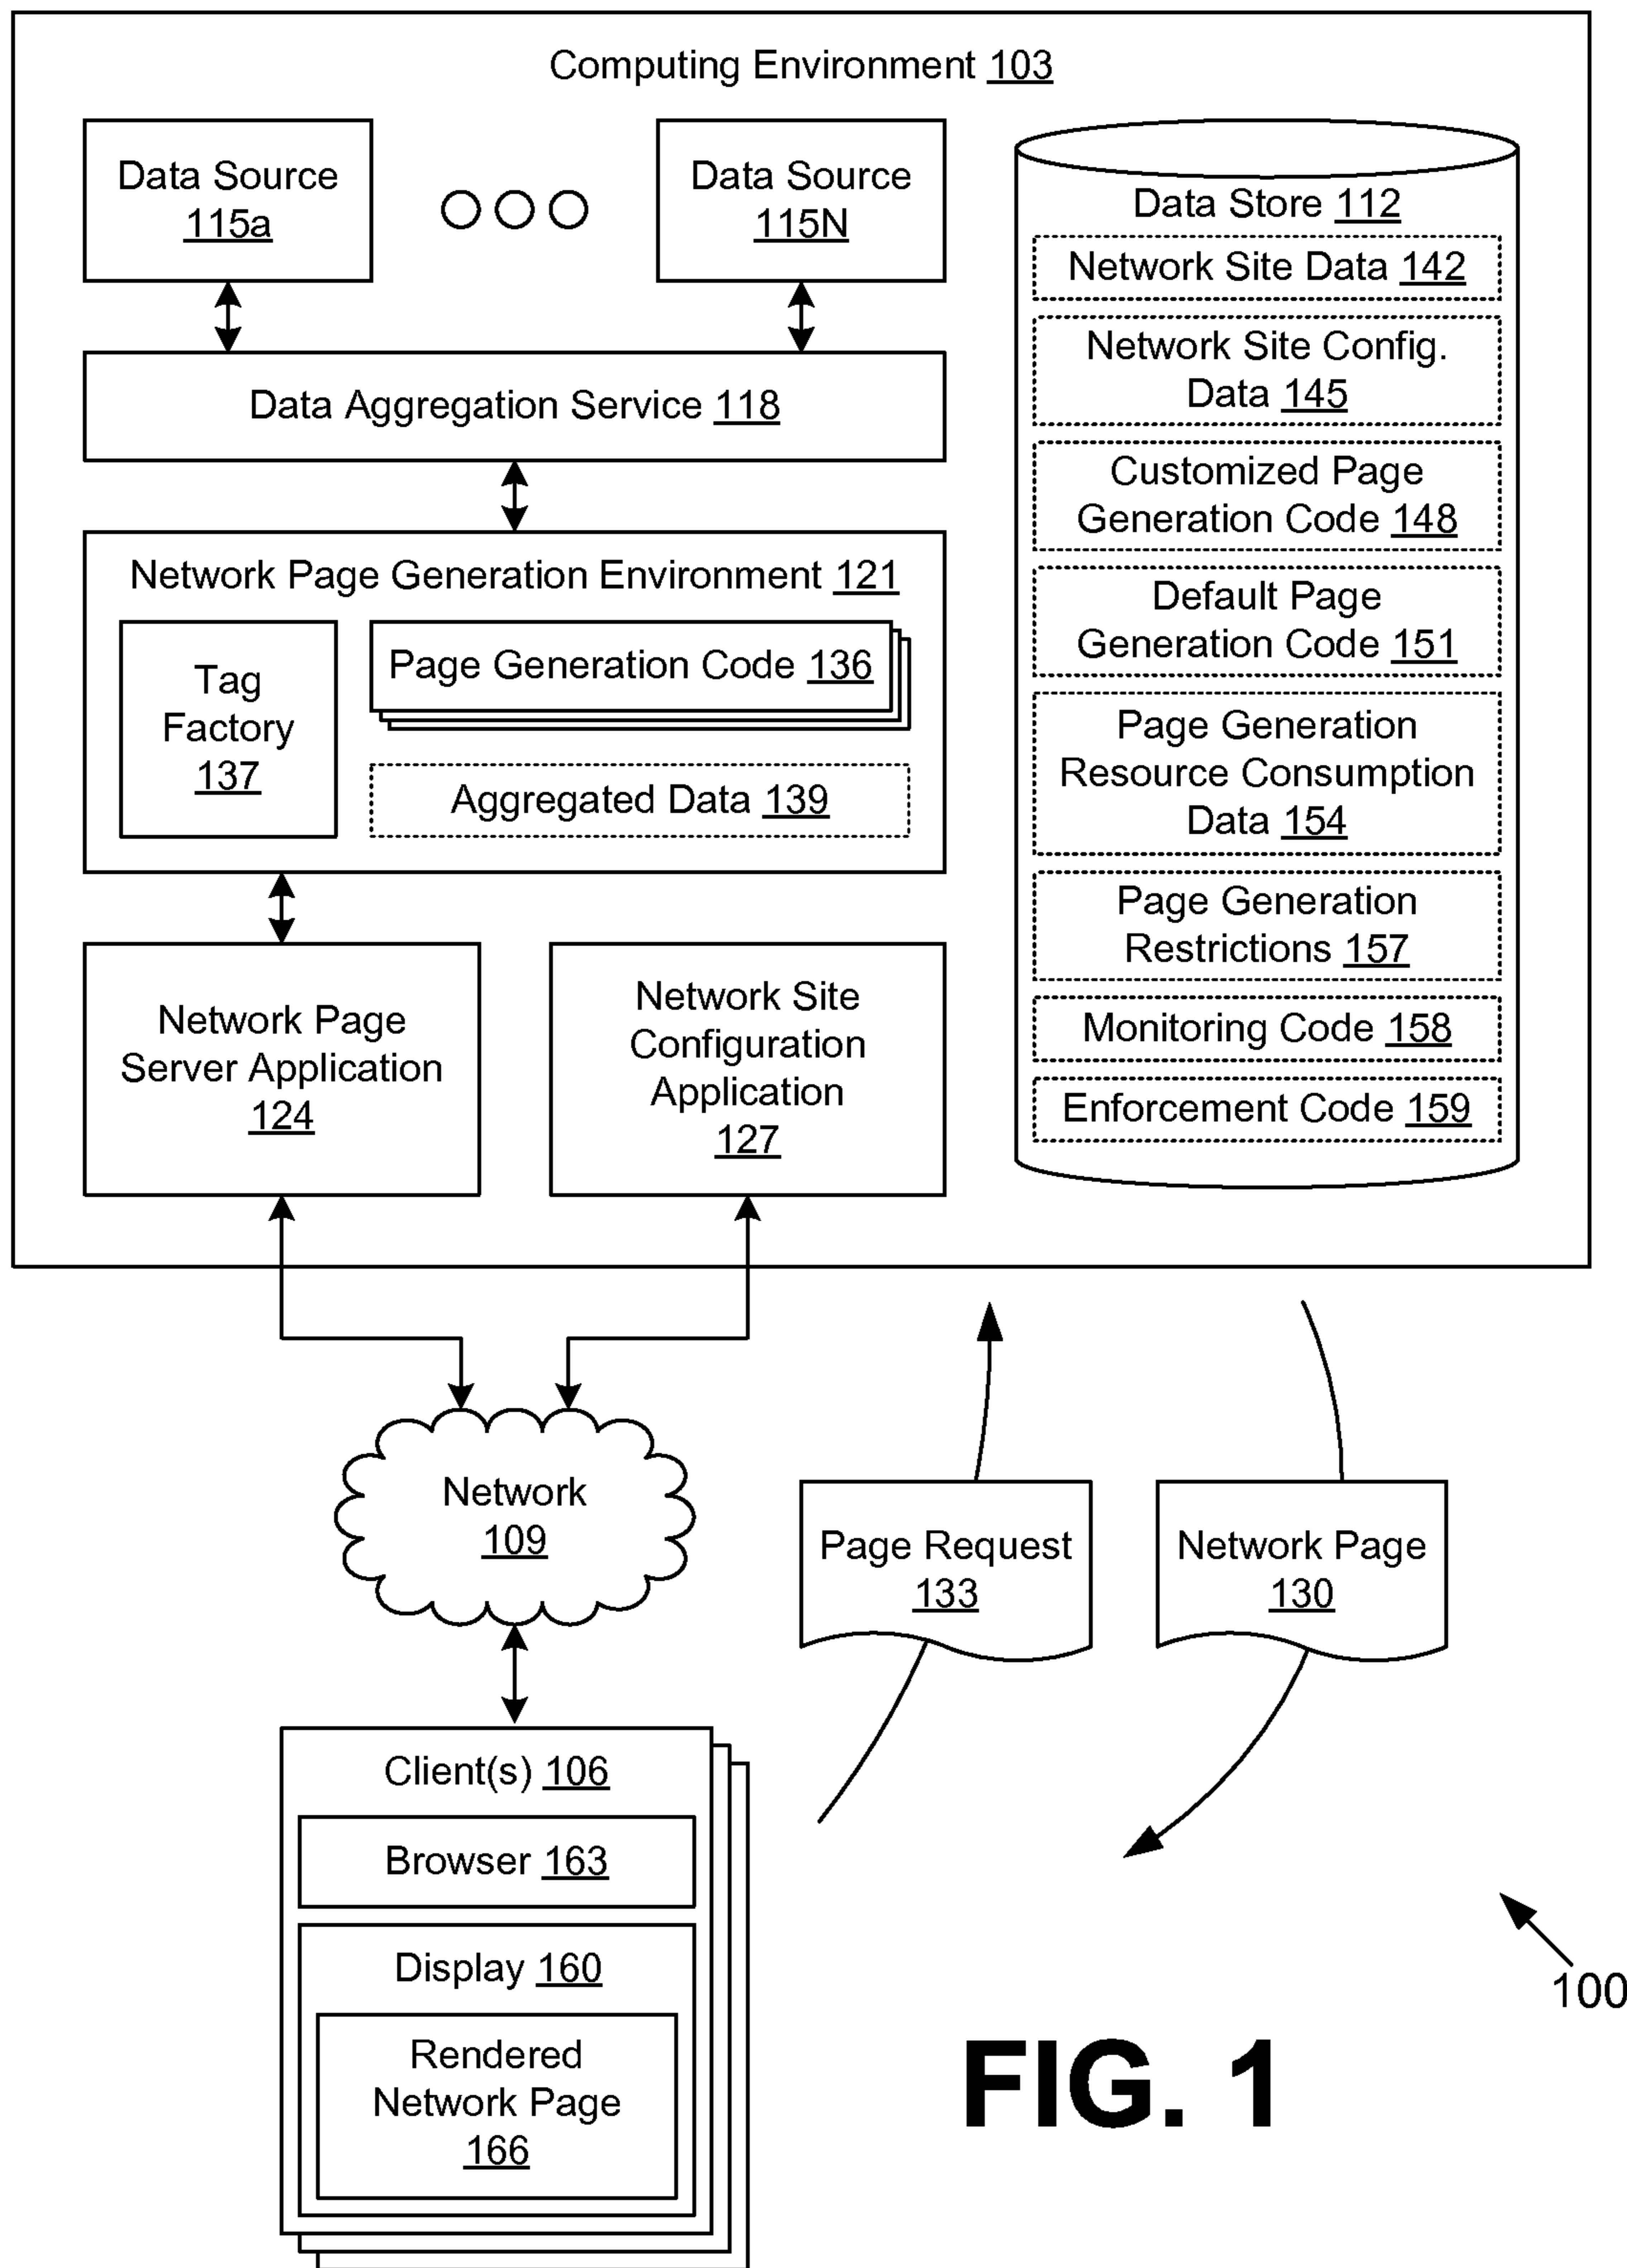 Computing Environment 103
Data Source
115a
Data Source
115N
Data Aggregation Service 118
Network Page Generation Environment 121
Tag
Factory
137
Page Generation Code 136
Aggregated Data 139
Network Page
Server Application
124
Network Site
Configuration
Application
127
Data Store 112
Network Site Data 142
Network Site Config.
Data 145
Customized Page
Generation Code 148
Default Page
Generation Code 151
Page Generation
Resource Consumption
Data 154
Page Generation
Restrictions 157
Monitoring Code 158
Enforcement Code 159
Network
109
Page Request
133
Network Page
130
Client(s) 106
Browser 163
Display 160
Rendered
Network Page
166
100
FIG. 1